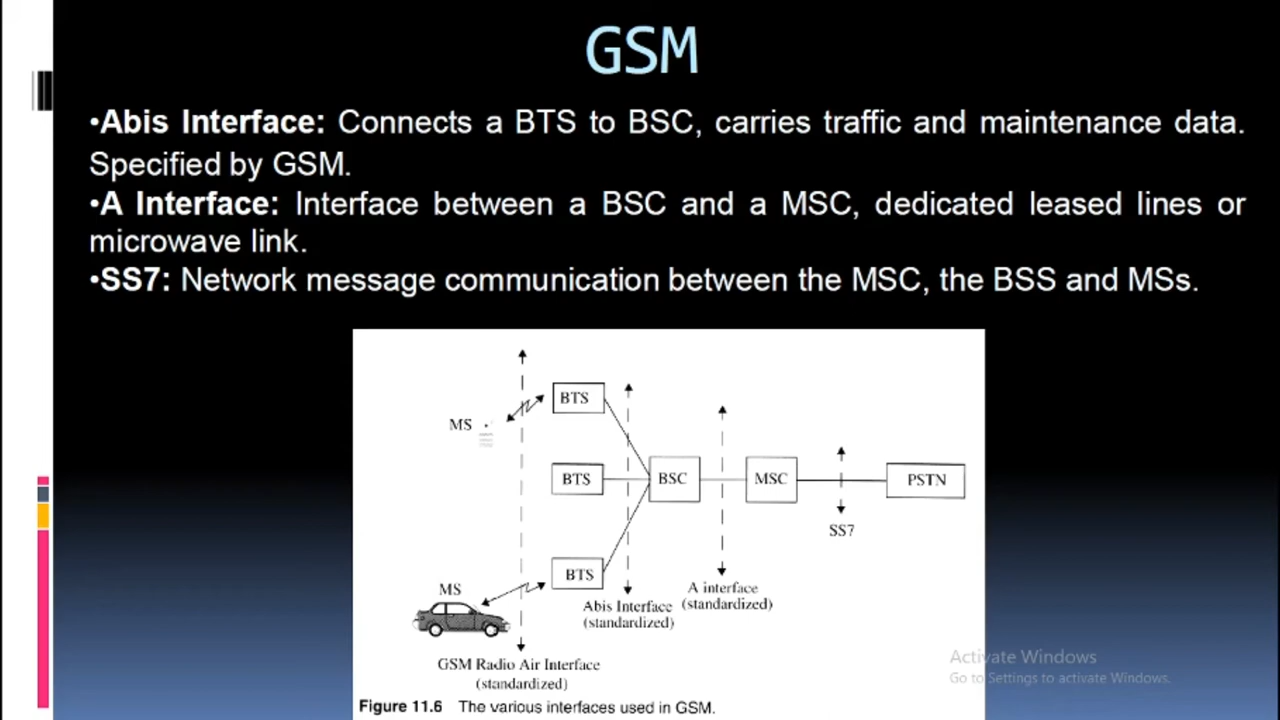 GSM
•Abis Interface: Connects a BTS to BSC, carries traffic and maintenance data.
Specified by GSM.
•A Interface: Interface between a BSC and a MSC, dedicated leased lines or
microwave link.
•SS7: Network message communication between the MSC, the BSS and MSs.
BTS
MS
BTS
BSC
MSC
PSTN
SS7
BTS
MS
A interface
(standardized)
Abis Interface
(standardized)
GSM Radio Air Interface
(standardized)
Figure 11.6 The various interfaces used in GSM.
Activate Windows
Go to Settings to activate Windows.